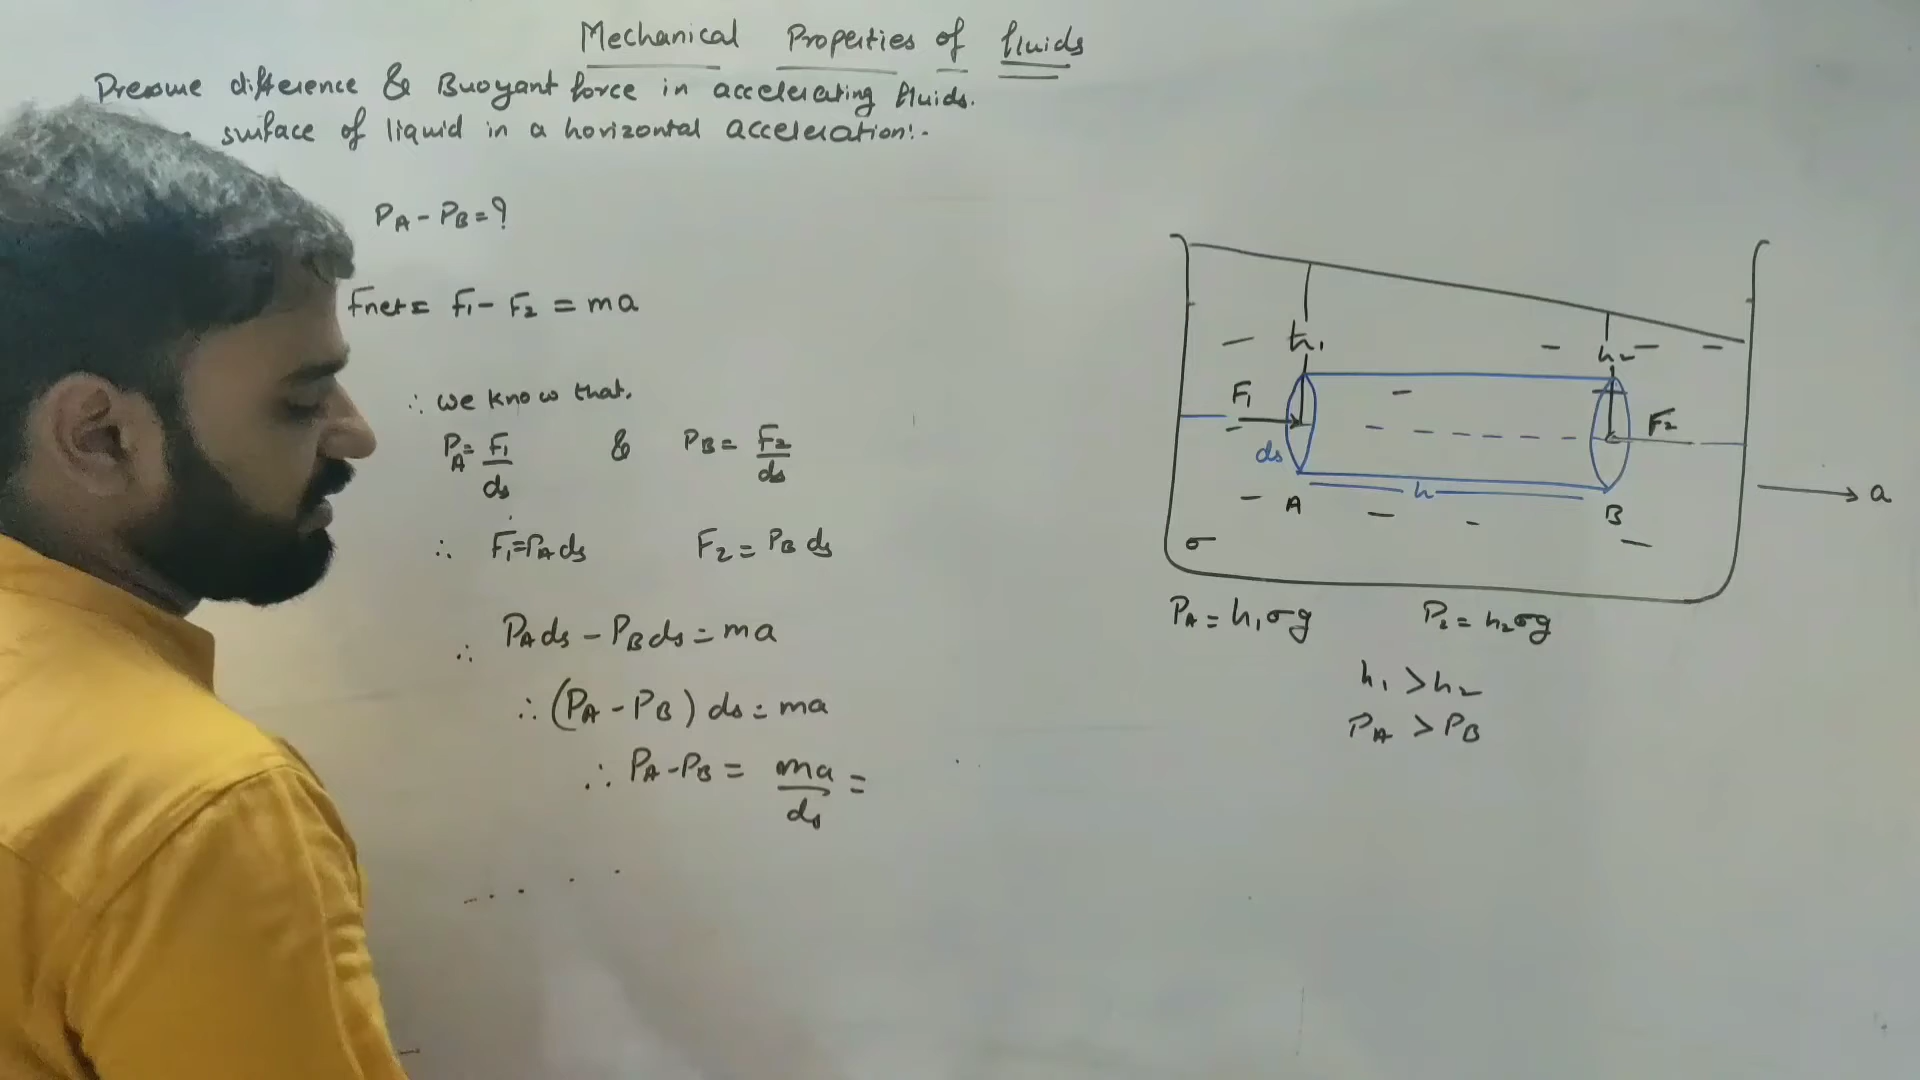 Mechanical Properties of fluids
Pressure difference & Buoyant force in accelerating fluids.
surface of liquid in a horizontal acceleration:-
PA - PB = ?
Fnet = F1 - F2 = ma
∴ we know that.
PA = F1/ds & PB = F2/ds
∴ F1 = PA ds F2 = PB ds
∴ PA ds - PB ds = ma
∴ (PA - PB) ds = ma
∴ PA - PB = ma/ds =
h1 h2
F1 F2
ds
h
A B
a
σ
PA = h1σg P2 = h2σg
h1 > h2
PA > PB